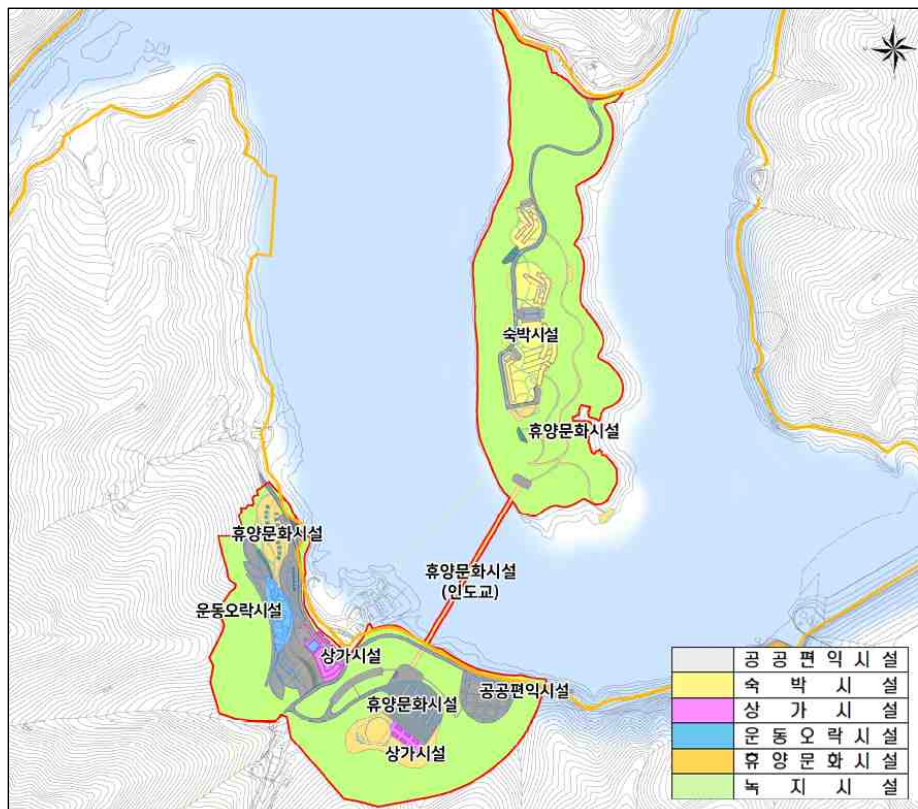 숙박시설
휴양문화시설
휴양문화시설
휴양문화시설
(인도교)
운동오락시설
상가시설
공공편익시설
휴양문화시설
상가시설
공 공 편 익 시 설
숙 박 시 설
상 가 시 설
운 동 오 락 시 설
휴 양 문 화 시 설
녹 지 시 설